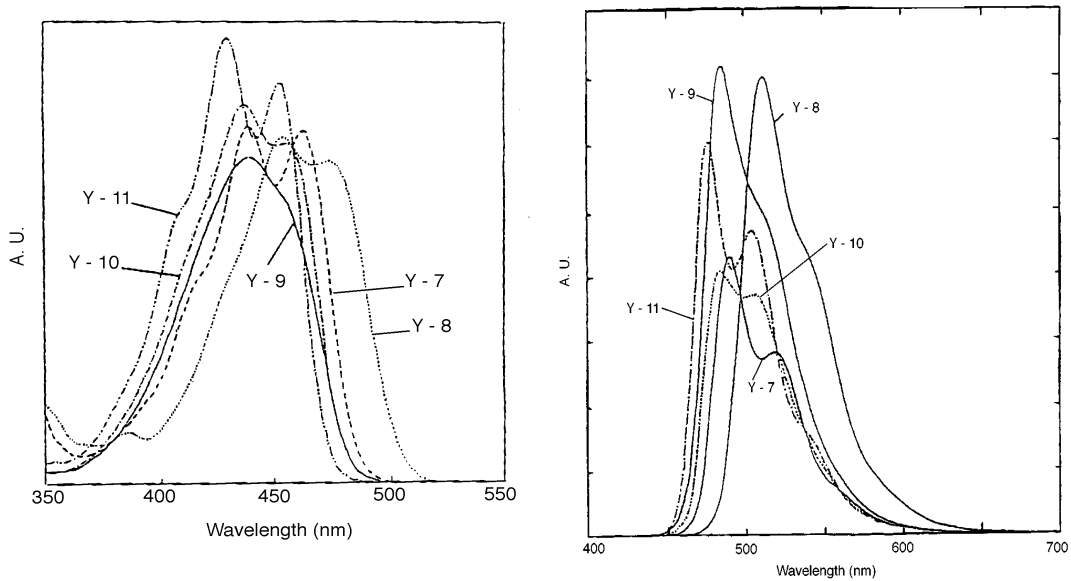 A. U.
Y - 11
Y - 10
Y - 9
Y - 7
Y - 8
350
400
450
500
550
Wavelength (nm)
A. U.
Y - 9
Y - 8
Y - 10
Y - 11
Y - 7
400
500
600
700
Wavelength (nm)